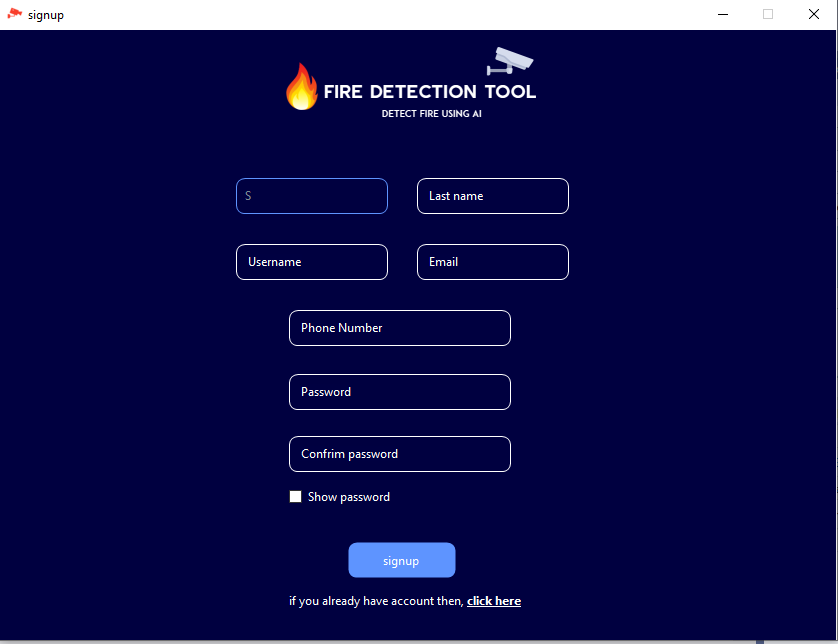 signup
FIRE DETECTION TOOL
DETECT FIRE USING AI
S
Last name
Username
Email
Phone Number
Password
Confrim password
Show password
signup
if you already have account then, click here